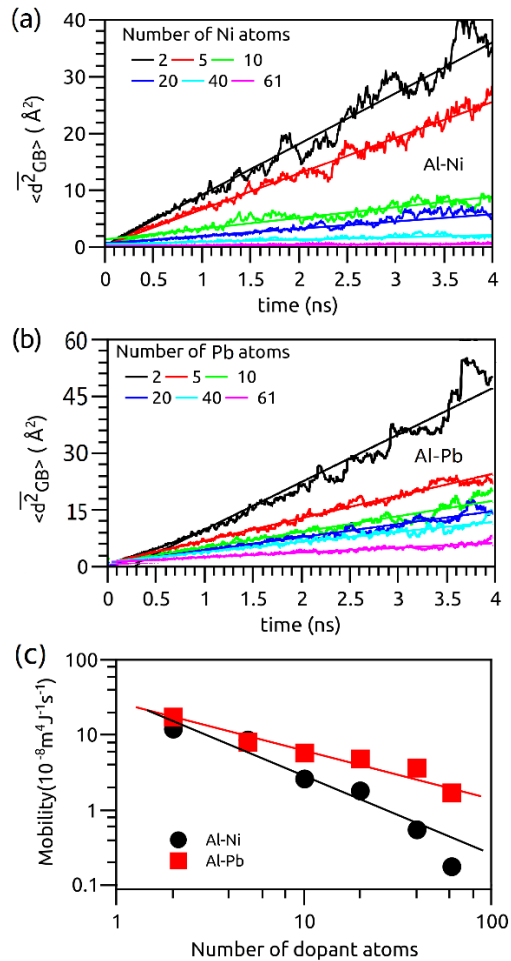 (a)
Number of Ni atoms
2 5 10
20 40 61
40
30
20
10
0
<d̅²GB> (Å²)
Al-Ni
0 0.5 1 1.5 2 2.5 3 3.5 4
time (ns)
(b)
Number of Pb atoms
2 5 10
20 40 61
60
45
30
15
0
<d̅²GB> (Å²)
Al-Pb
0 0.5 1 1.5 2 2.5 3 3.5 4
time (ns)
(c)
100
10
1
0.1
Mobility(10⁻⁸m⁴J⁻¹s⁻¹)
Al-Ni
Al-Pb
1 10 100
Number of dopant atoms